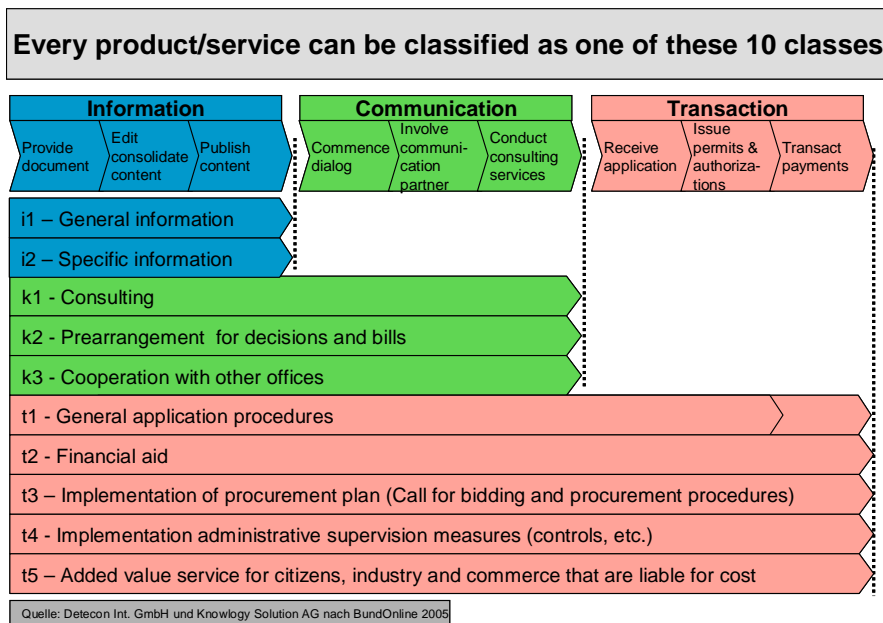 Every product/service can be classified as one of these 10 classes
Information
Communication
Transaction
Provide
document
Edit
consolidate
content
Publish
content
Commence
dialog
Involve
communi-
cation
partner
Conduct
consulting
services
Receive
application
Issue
permits &
authoriza-
tions
Transact
payments
i1 – General information
i2 – Specific information
k1 - Consulting
k2 - Prearrangement for decisions and bills
k3 - Cooperation with other offices
t1 - General application procedures
t2 - Financial aid
t3 – Implementation of procurement plan (Call for bidding and procurement procedures)
t4 - Implementation administrative supervision measures (controls, etc.)
t5 – Added value service for citizens, industry and commerce that are liable for cost
Quelle: Detecon Int. GmbH und Knowlogy Solution AG nach BundOnline 2005